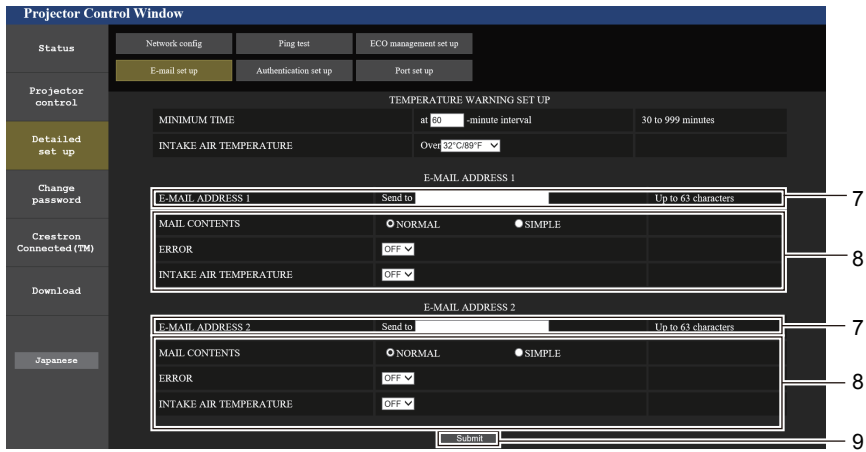 Projector Control Window
Status
Projector
control
Detailed
set up
Change
password
Crestron
Connected(TM)
Download
Japanese
Network config Ping test ECO management set up
E-mail set up Authentication set up Port set up
TEMPERATURE WARNING SET UP
MINIMUM TIME at 60 -minute interval 30 to 999 minutes
INTAKE AIR TEMPERATURE Over 32°C/89°F
E-MAIL ADDRESS 1
E-MAIL ADDRESS 1 Send to Up to 63 characters 7
MAIL CONTENTS NORMAL SIMPLE
ERROR OFF 8
INTAKE AIR TEMPERATURE OFF
E-MAIL ADDRESS 2
E-MAIL ADDRESS 2 Send to Up to 63 characters 7
MAIL CONTENTS NORMAL SIMPLE
ERROR OFF 8
INTAKE AIR TEMPERATURE OFF
Submit 9